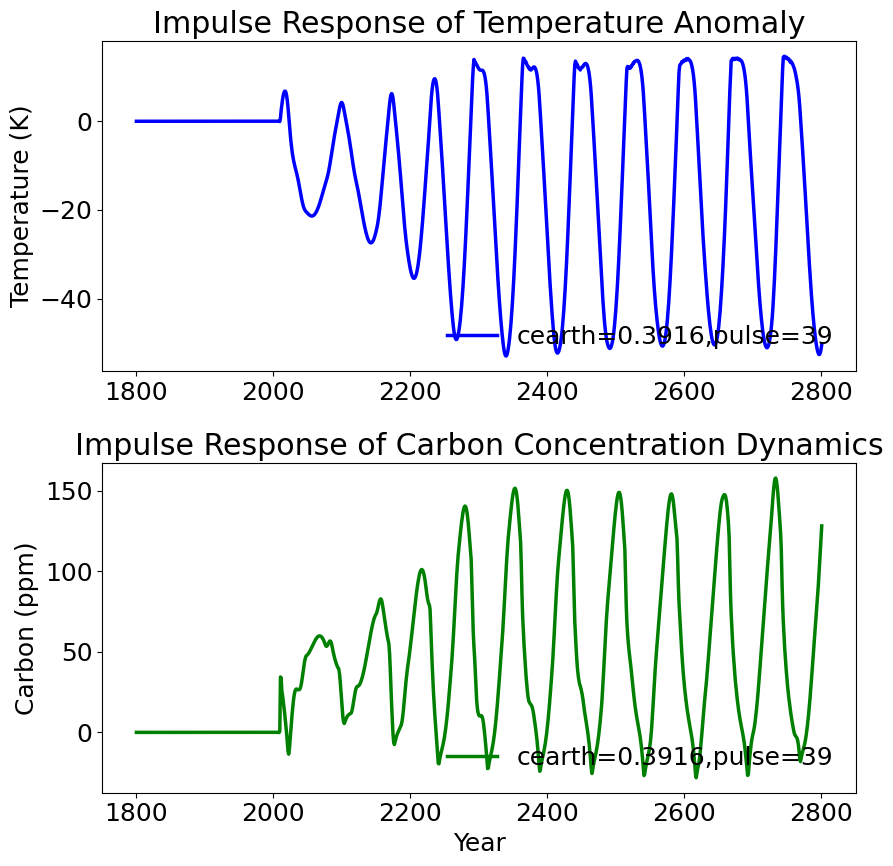 Impulse Response of Temperature Anomaly
Temperature (K)
0
−20
−40
cearth=0.3916,pulse=39
1800 2000 2200 2400 2600 2800
Impulse Response of Carbon Concentration Dynamics
Carbon (ppm)
150
100
50
0
cearth=0.3916,pulse=39
1800 2000 2200 2400 2600 2800
Year